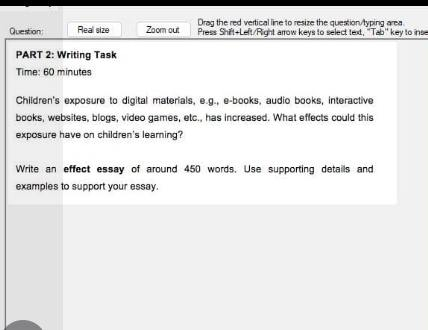 Question: Real size Zoom out Drag the red vertical line to resize the question/typing area.
Press Shift+Left/Right arrow keys to select text, "Tab" key to
PART 2: Writing Task
Time: 60 minutes
Children's exposure to digital materials, e.g., e-books, audio books, interactive
books, websites, blogs, video games, etc., has increased. What effects could this
exposure have on children's learning?
Write an effect essay of around 450 words. Use supporting details and
examples to support your essay.